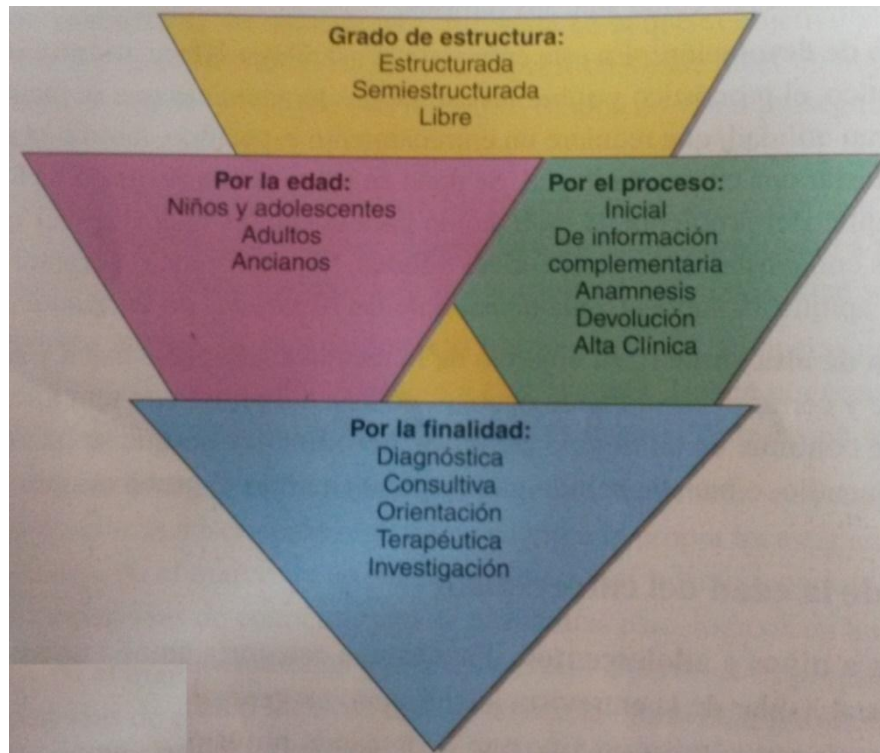 Grado de estructura:
Estructurada
Semiestructurada
Libre
Por la edad:
Niños y adolescentes
Adultos
Ancianos
Por el proceso:
Inicial
De información
complementaria
Anamnesis
Devolución
Alta Clínica
Por la finalidad:
Diagnóstica
Consultiva
Orientación
Terapéutica
Investigación